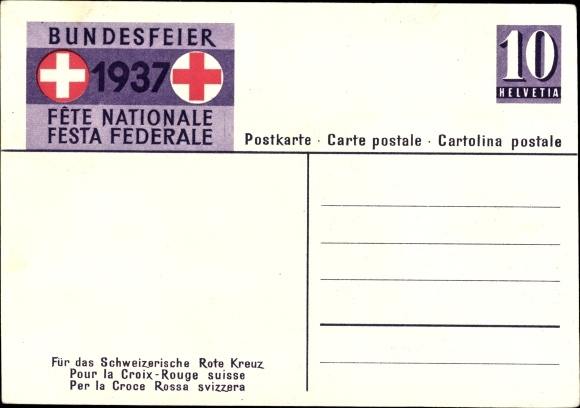 BUNDESFEIER
1937
FÊTE NATIONALE
FESTA FEDERALE
10
HELVETIA
Postkarte · Carte postale · Cartolina postale
Für das Schweizerische Rote Kreuz
Pour la Croix-Rouge suisse
Per la Croce Rossa svizzera